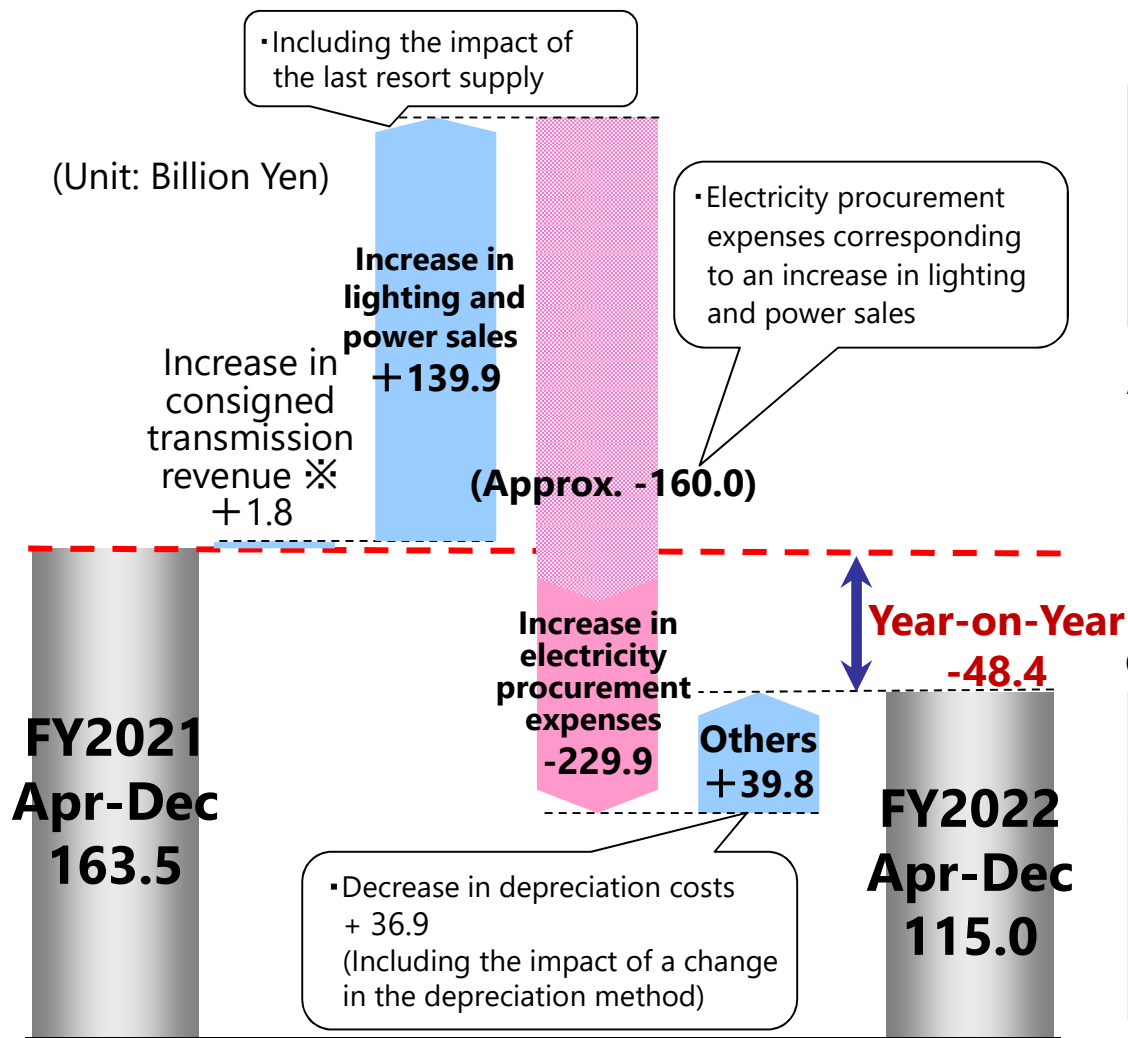 ▪Including the impact of
the last resort supply
(Unit: Billion Yen)
▪Electricity procurement
expenses corresponding
to an increase in lighting
and power sales
Increase in
lighting and
power sales
＋139.9
Increase in
consigned
transmission
revenue ※
＋1.8
(Approx. -160.0)
Increase in
electricity
procurement
expenses
-229.9
Year-on-Year
-48.4
Others
＋39.8
FY2021
Apr-Dec
163.5
FY2022
Apr-Dec
115.0
▪Decrease in depreciation costs
+ 36.9
(Including the impact of a change
in the depreciation method)